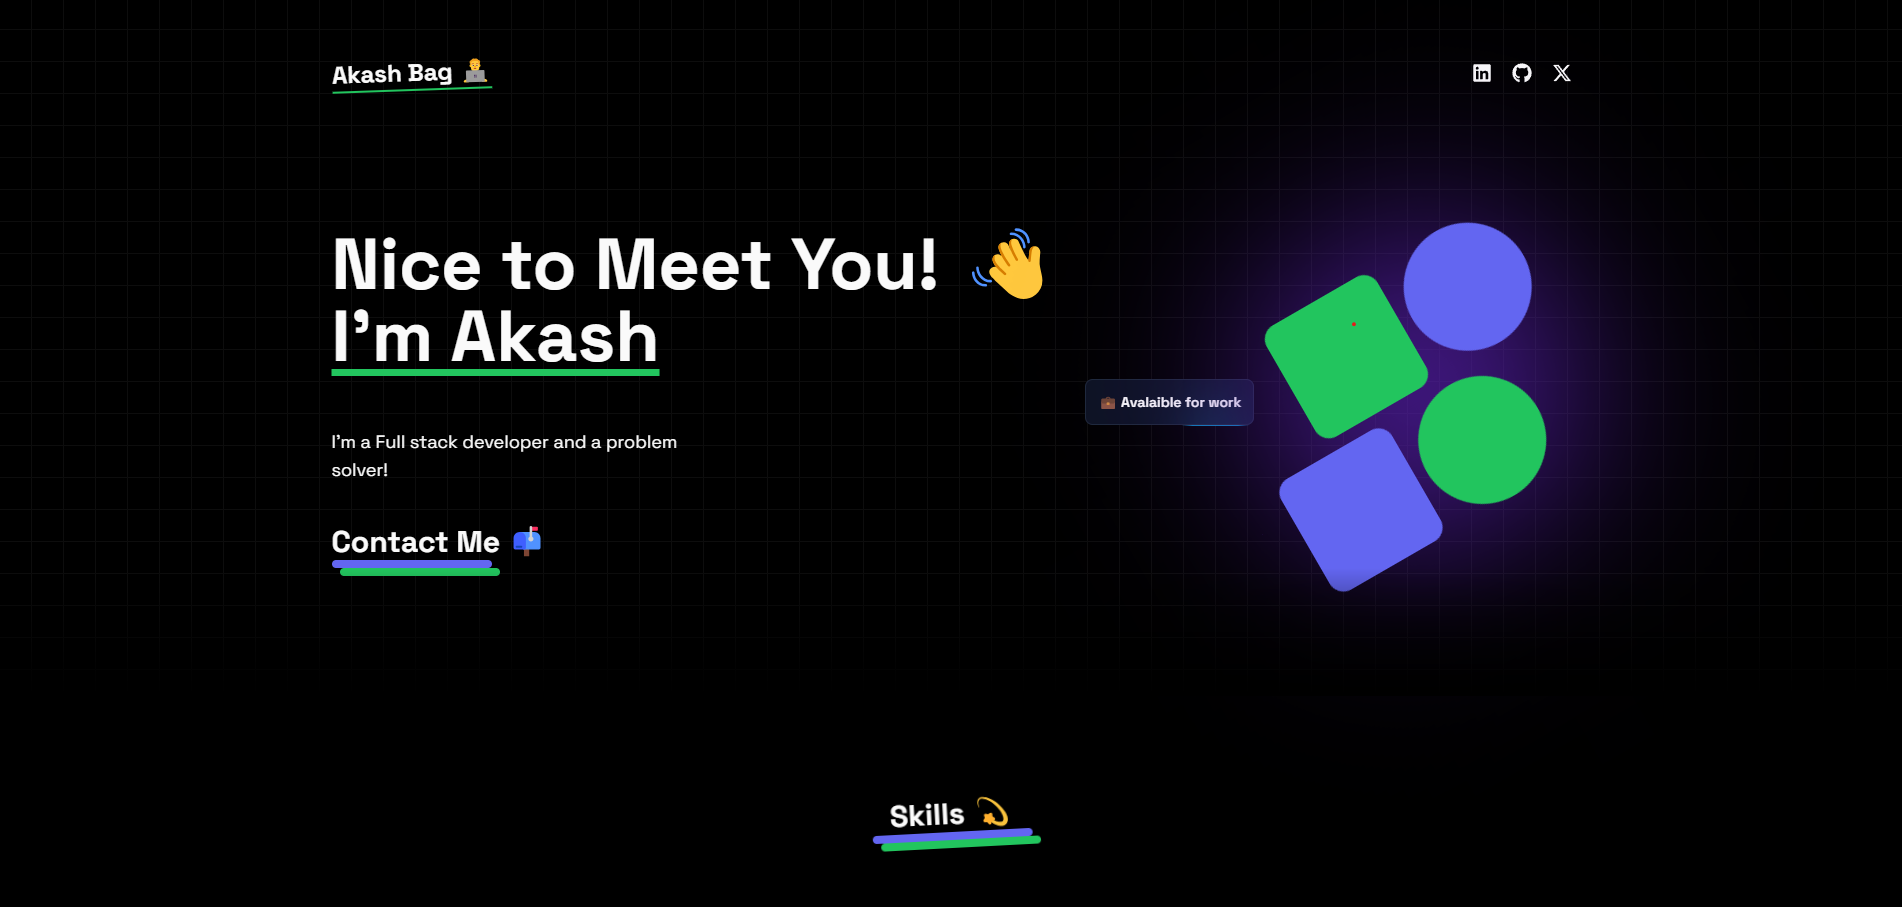 Akash Bag
Nice to Meet You!
I'm Akash
Avalaible for work
I'm a Full stack developer and a problem
solver!
Contact Me
Skills